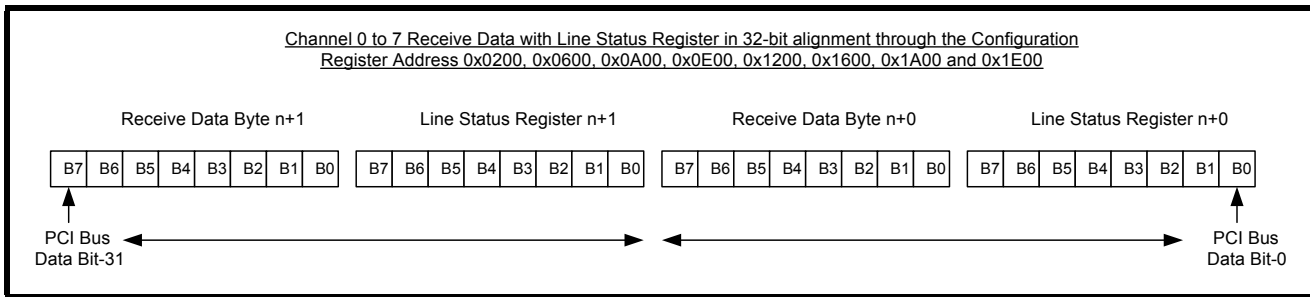 Channel 0 to 7 Receive Data with Line Status Register in 32-bit alignment through the Configuration
Register Address 0x0200, 0x0600, 0x0A00, 0x0E00, 0x1200, 0x1600, 0x1A00 and 0x1E00
Receive Data Byte n+1 Line Status Register n+1 Receive Data Byte n+0 Line Status Register n+0
B7 B6 B5 B4 B3 B2 B1 B0 B7 B6 B5 B4 B3 B2 B1 B0 B7 B6 B5 B4 B3 B2 B1 B0 B7 B6 B5 B4 B3 B2 B1 B0
PCI Bus PCI Bus
Data Bit-31 Data Bit-0